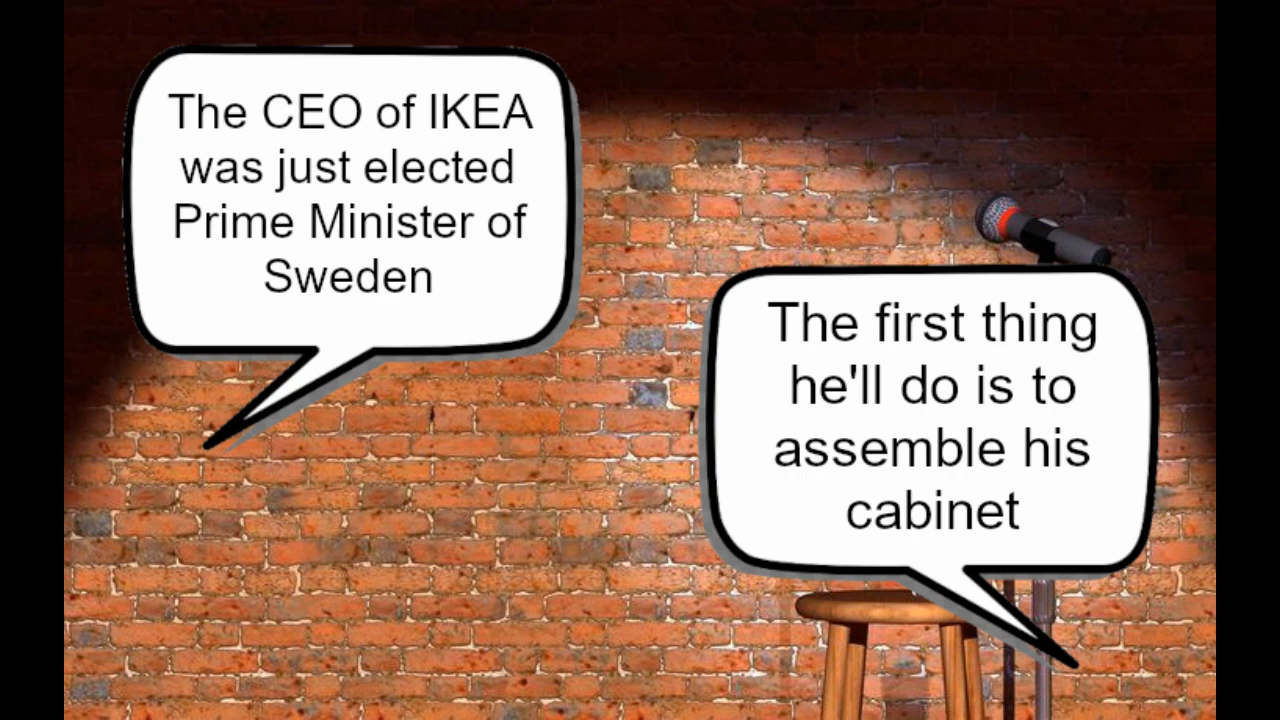 The CEO of IKEA
was just elected
Prime Minister of
Sweden
The first thing
he'll do is to
assemble his
cabinet